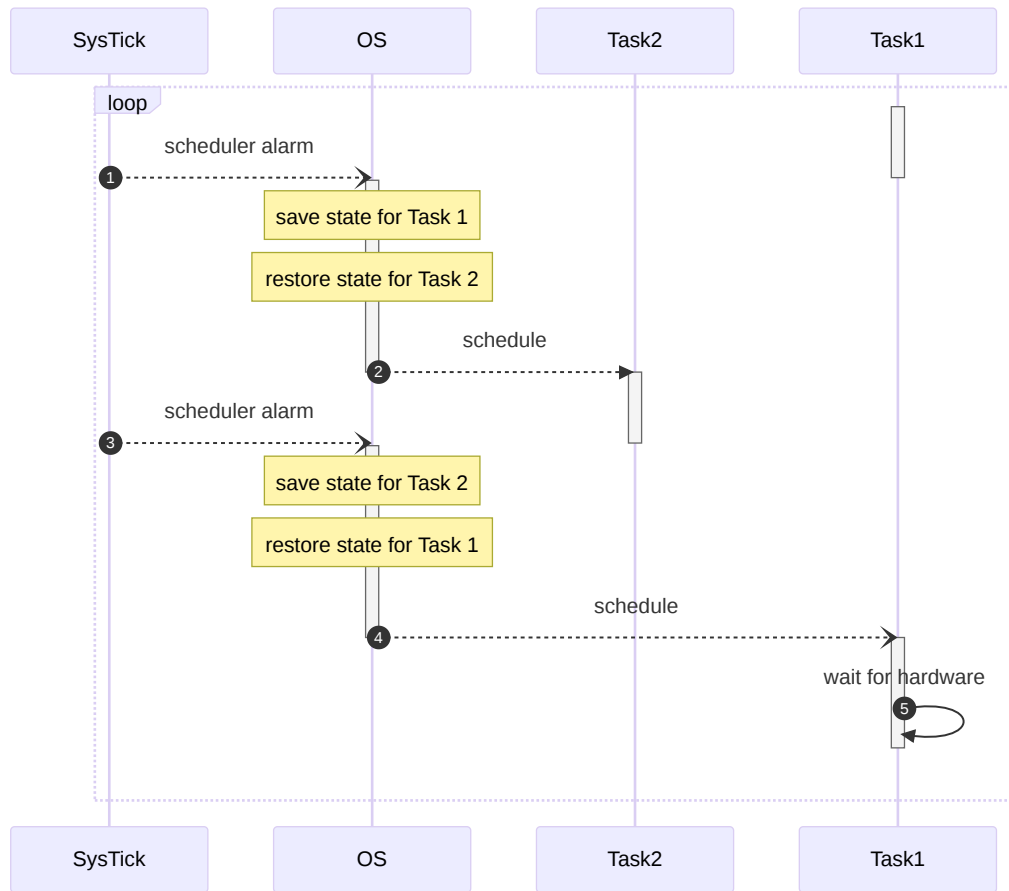 SysTick
OS
Task2
Task1
loop
scheduler alarm
1
save state for Task 1
restore state for Task 2
schedule
2
scheduler alarm
3
save state for Task 2
restore state for Task 1
schedule
4
wait for hardware
5
SysTick
OS
Task2
Task1